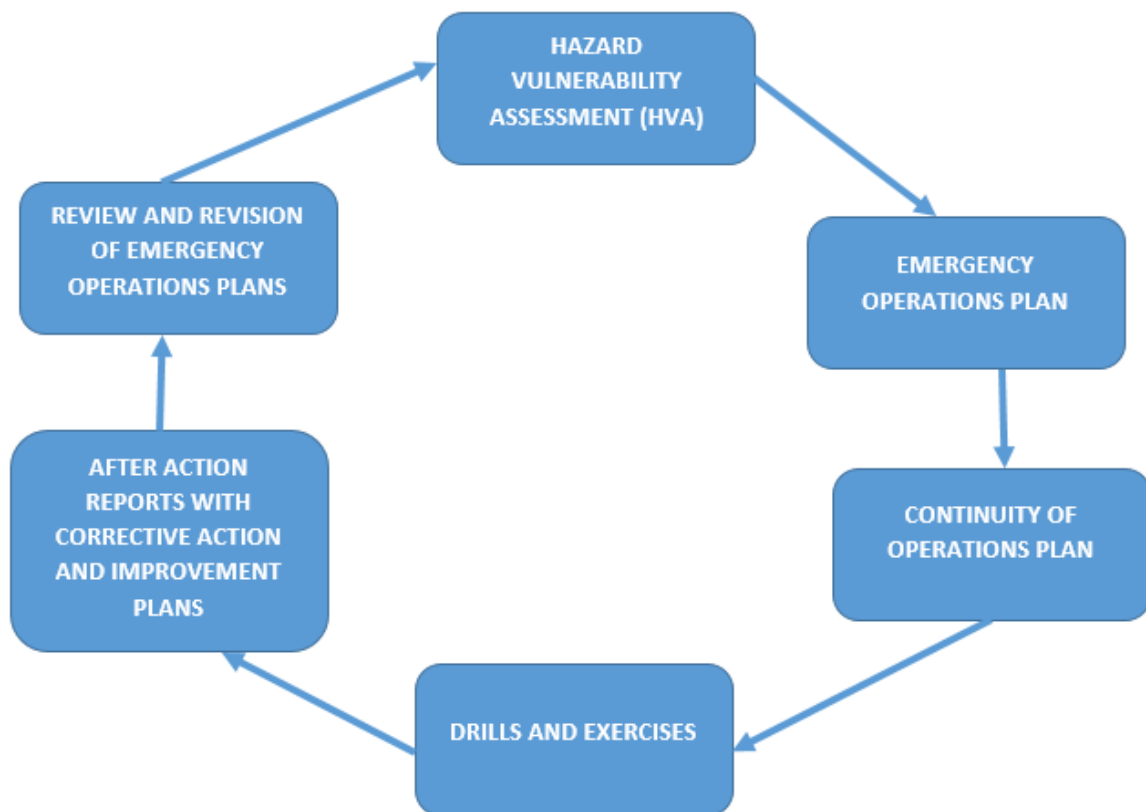 HAZARD
VULNERABILITY
ASSESSMENT (HVA)
EMERGENCY
OPERATIONS PLAN
CONTINUITY OF
OPERATIONS PLAN
DRILLS AND EXERCISES
AFTER ACTION
REPORTS WITH
CORRECTIVE ACTION
AND IMPROVEMENT
PLANS
REVIEW AND REVISION
OF EMERGENCY
OPERATIONS PLANS